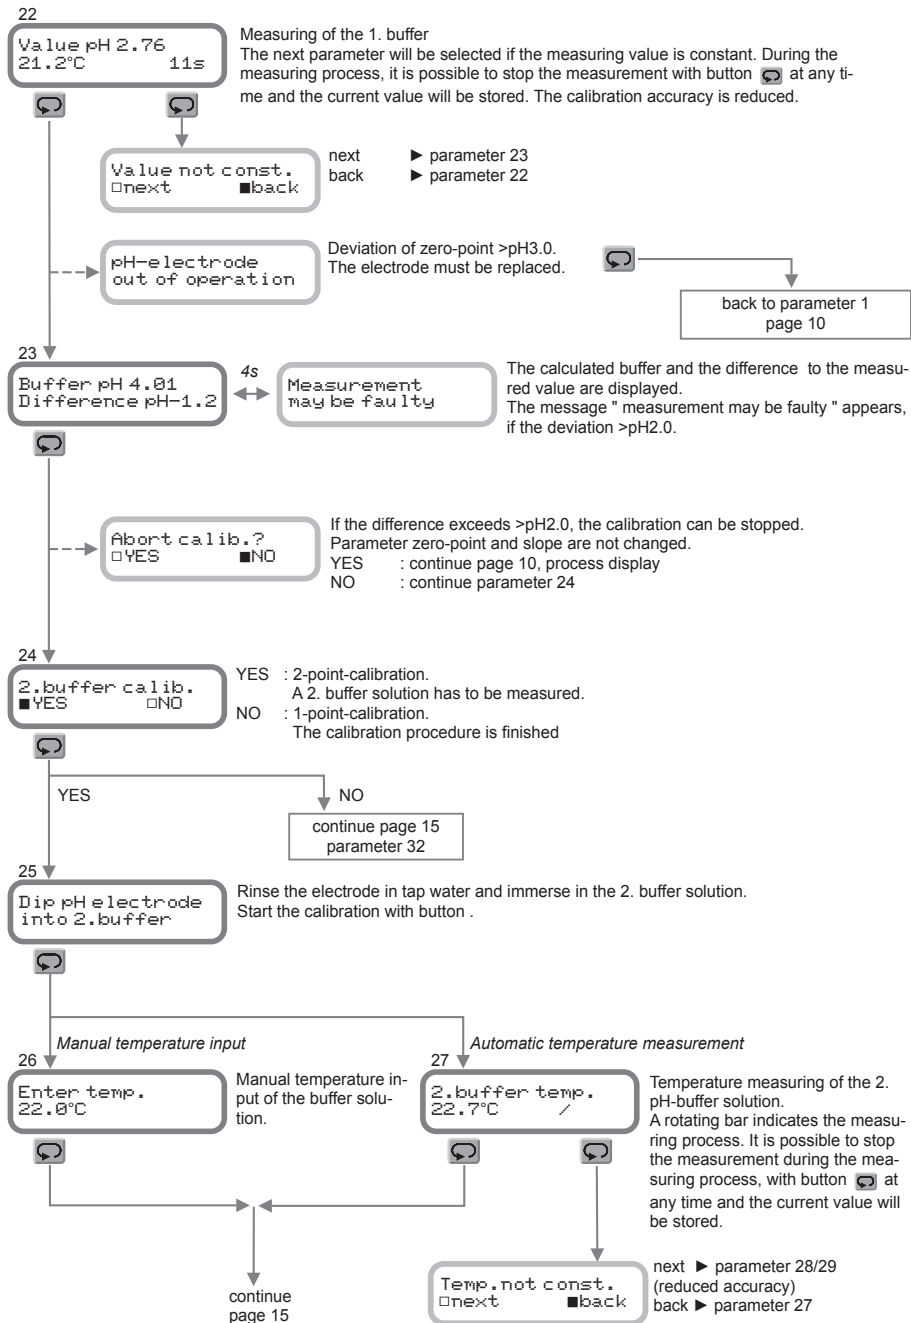 22
Value pH 2.76
21.2°C 11s
Measuring of the 1. buffer
The next parameter will be selected if the measuring value is constant. During the
measuring process, it is possible to stop the measurement with button at any ti-
me and the current value will be stored. The calibration accuracy is reduced.
Value not const.
□next ■back
next ► parameter 23
back ► parameter 22
pH-electrode
out of operation
Deviation of zero-point >pH3.0.
The electrode must be replaced.
back to parameter 1
page 10
23
Buffer pH 4.01
Difference pH-1.2
4s
Measurement
may be faulty
The calculated buffer and the difference to the measu-
red value are displayed.
The message " measurement may be faulty " appears,
if the deviation >pH2.0.
Abort calib.?
□YES ■NO
If the difference exceeds >pH2.0, the calibration can be stopped.
Parameter zero-point and slope are not changed.
YES : continue page 10, process display
NO : continue parameter 24
24
2.buffer calib.
■YES □NO
YES : 2-point-calibration.
A 2. buffer solution has to be measured.
NO : 1-point-calibration.
The calibration procedure is finished
YES
NO
continue page 15
parameter 32
25
Dip pH electrode
into 2.buffer
Rinse the electrode in tap water and immerse in the 2. buffer solution.
Start the calibration with button .
Manual temperature input
Automatic temperature measurement
26
Enter temp.
22.0°C
Manual temperature in-
put of the buffer solu-
tion.
27
2.buffer temp.
22.7°C /
Temperature measuring of the 2.
pH-buffer solution.
A rotating bar indicates the measu-
ring process. It is possible to stop
the measurement during the mea-
suring process, with button at
any time and the current value will
be stored.
continue
page 15
Temp.not const.
□next ■back
next ► parameter 28/29
(reduced accuracy)
back ► parameter 27